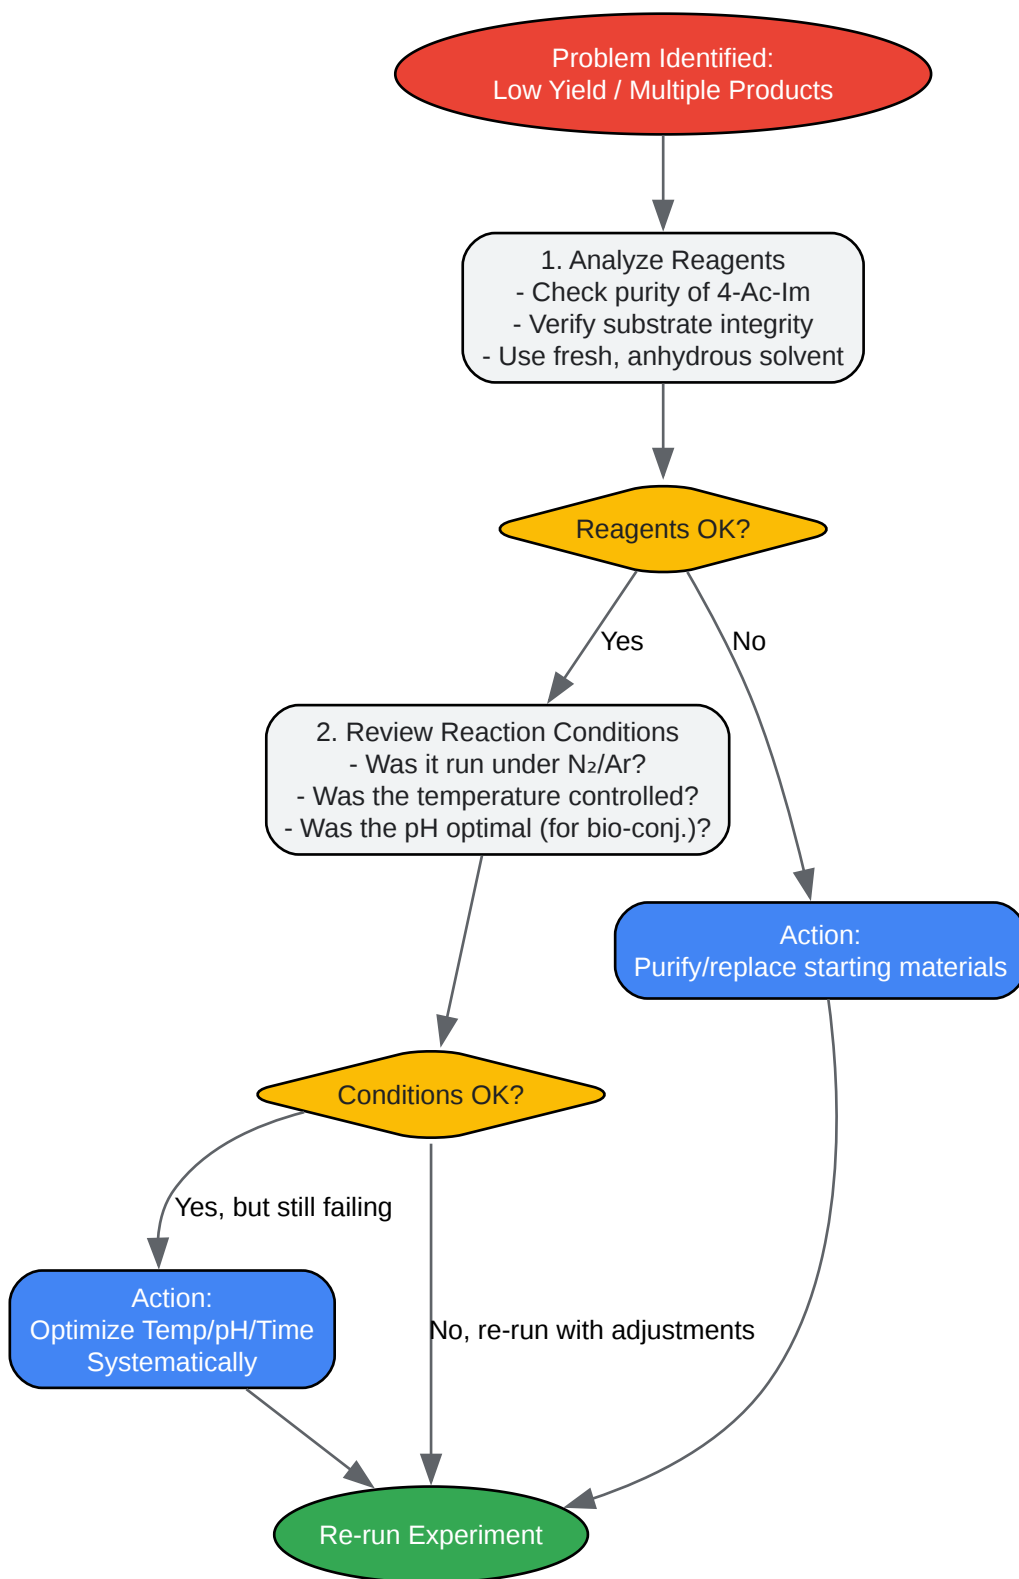 Problem Identified:
Low Yield / Multiple Products
1. Analyze Reagents
- Check purity of 4-Ac-Im
- Verify substrate integrity
- Use fresh, anhydrous solvent
Reagents OK?
Yes
No
2. Review Reaction Conditions
- Was it run under N₂/Ar?
- Was the temperature controlled?
- Was the pH optimal (for bio-conj.)?
Action:
Purify/replace starting materials
Conditions OK?
Yes, but still failing
Action:
Optimize Temp/pH/Time
Systematically
No, re-run with adjustments
Re-run Experiment